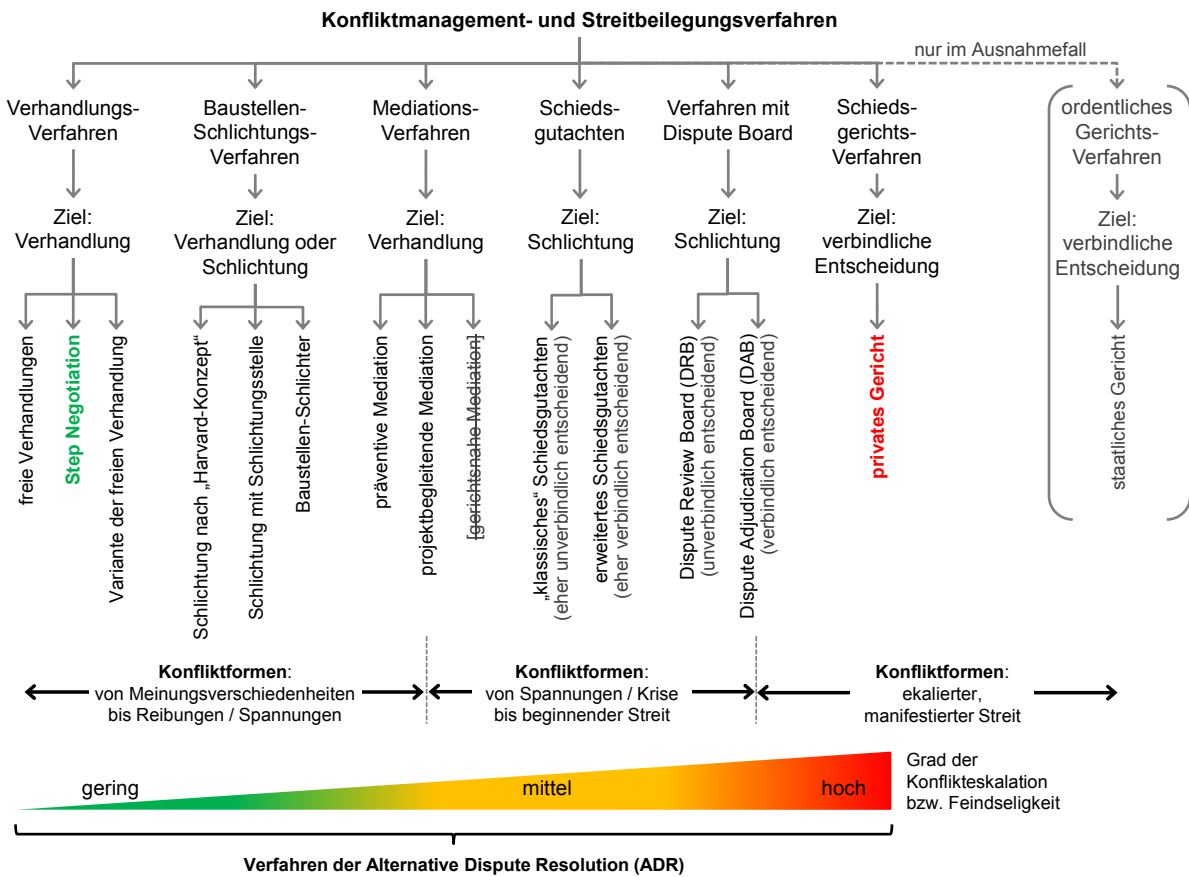 Konfliktmanagement- und Streitbeilegungsverfahren
nur im Ausnahmefall
Verhandlungs-
Verfahren
Baustellen-
Schlichtungs-
Verfahren
Mediations-
Verfahren
Schieds-
gutachten
Verfahren mit
Dispute Board
Schieds-
gerichts-
Verfahren
ordentliches
Gerichts-
Verfahren
Ziel:
Verhandlung
Ziel:
Verhandlung oder
Schlichtung
Ziel:
Verhandlung
Ziel:
Schlichtung
Ziel:
Schlichtung
Ziel:
verbindliche
Entscheidung
Ziel:
verbindliche
Entscheidung
freie Verhandlungen
Step Negotiation
Variante der freien Verhandlung
Schlichtung nach „Harvard-Konzept“
Schlichtung mit Schlichtungsstelle
Baustellen-Schlichter
präventive Mediation
projektbegleitende Mediation
[gerichtsnahe Mediation]
„klassisches“ Schiedsgutachten
(eher unverbindlich entscheidend)
erweitertes Schiedsgutachten
(eher verbindlich entscheidend)
Dispute Review Board (DRB)
(unverbindlich entscheidend)
Dispute Adjudication Board (DAB)
(verbindlich entscheidend)
privates Gericht
staatliches Gericht
Konfliktformen:
von Meinungsverschiedenheiten
bis Reibungen / Spannungen
Konfliktformen:
von Spannungen / Krise
bis beginnender Streit
Konfliktformen:
ekalierter,
manifestierter Streit
gering
mittel
hoch
Grad der
Konflikteskalation
bzw. Feindseligkeit
Verfahren der Alternative Dispute Resolution (ADR)